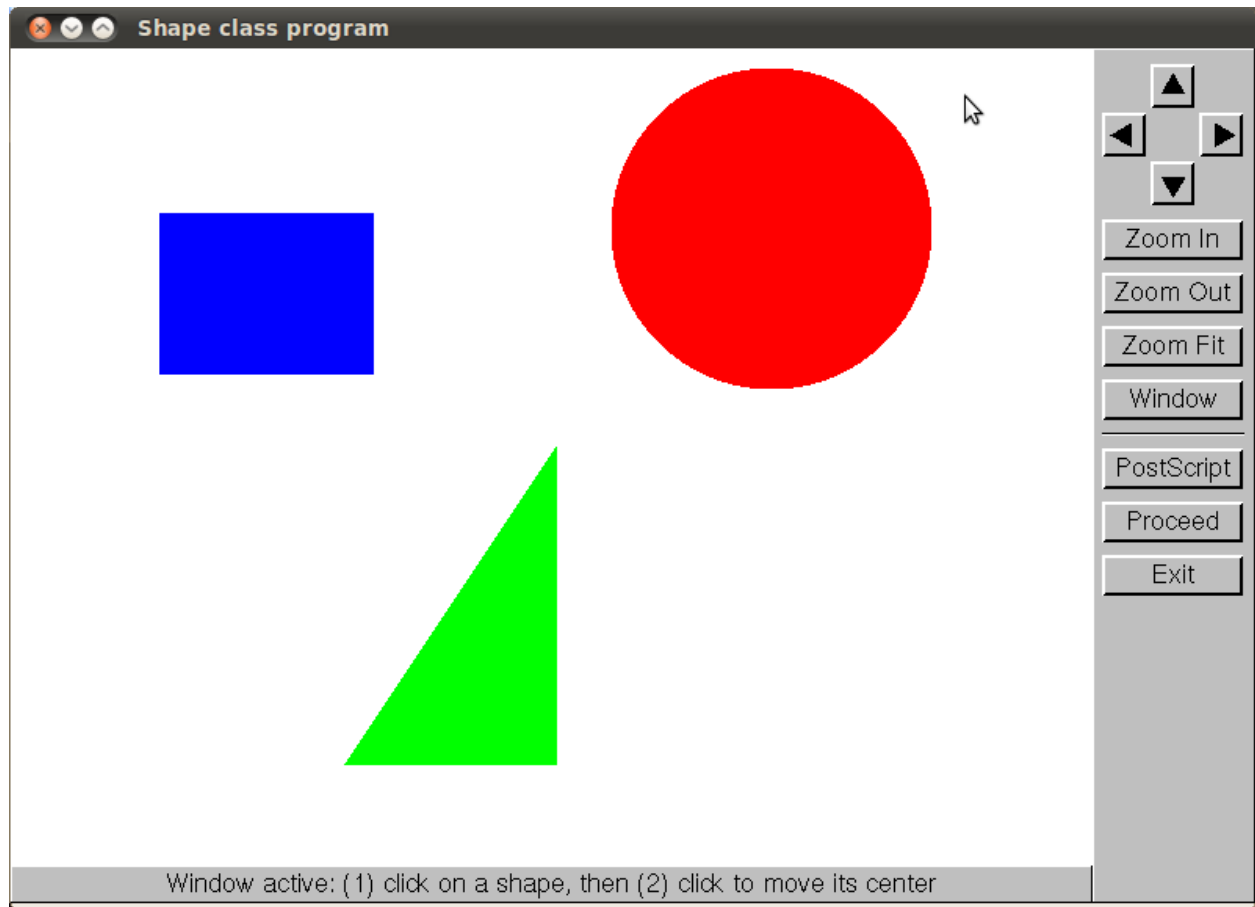 Shape class program
Zoom In
Zoom Out
Zoom Fit
Window
PostScript
Proceed
Exit
Window active: (1) click on a shape, then (2) click to move its center